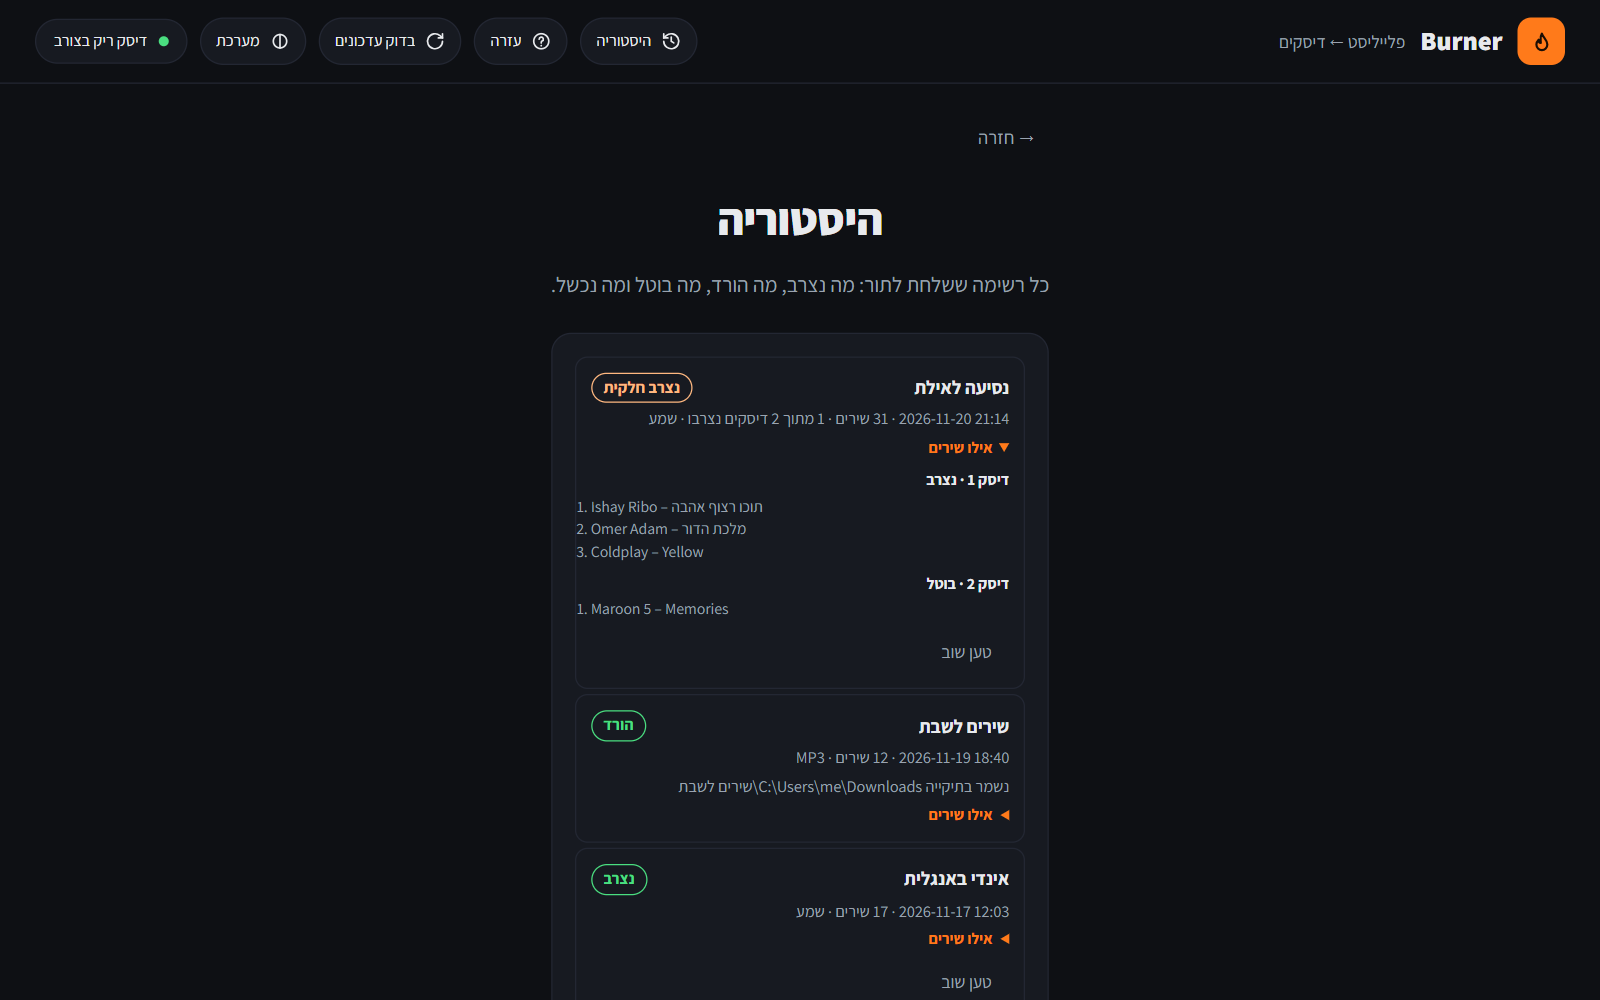 Burner פלייליסט ← דיסקים
היסטוריה
עזרה
בדוק עדכונים
מערכת
דיסק ריק בצורב
→ חזרה
היסטוריה
כל רשימה ששלחת לתור: מה נצרב, מה הורד, מה בוטל ומה נכשל.
נסיעה לאילת
נצרב חלקית
2026-11-20 21:14 · 31 שירים · 1 מתוך 2 דיסקים נצרבו · שמע
▼ אילו שירים
דיסק 1 · נצרב
1. Ishay Ribo – תוכו רצוף אהבה
2. Omer Adam – מלכת הדור
3. Coldplay – Yellow
דיסק 2 · בוטל
1. Maroon 5 – Memories
טען שוב
שירים לשבת
הורד
2026-11-19 18:40 · 12 שירים · MP3
נשמר בתיקייה C:\Users\me\Downloads\שירים לשבת
◀ אילו שירים
אינדי באנגלית
נצרב
2026-11-17 12:03 · 17 שירים · שמע
◀ אילו שירים
טען שוב